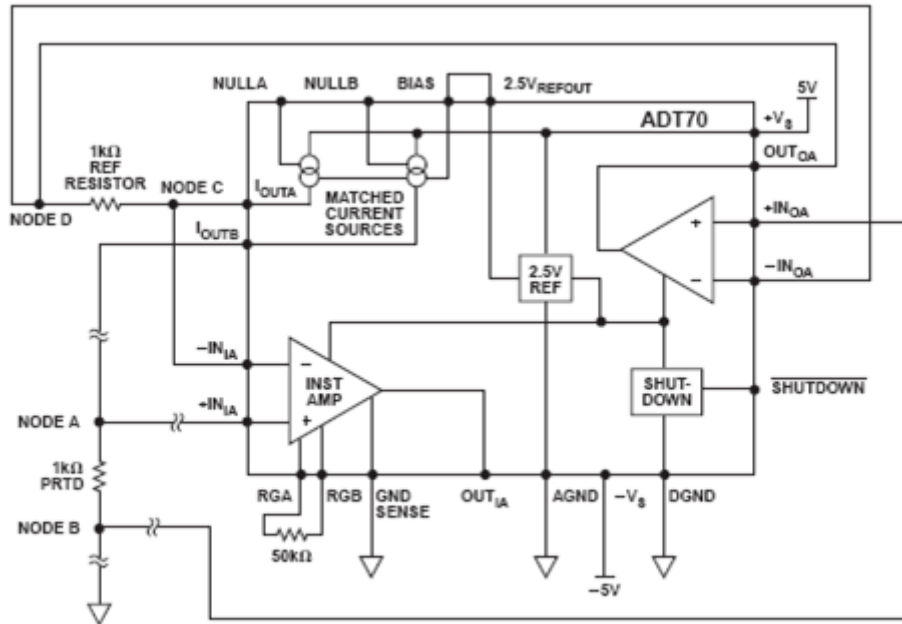 NULLA NULLB BIAS 2.5VREFOUT
5V
ADT70
+VS
OUTOA
1kΩ
REF
RESISTOR
NODE C
IOUTA
NODE D
MATCHED
CURRENT
SOURCES
IOUTB
+
+INOA
2.5V
REF
–
–INOA
–INIA
–
INST
AMP
SHUT-
DOWN
SHUTDOWN
NODE A
+INIA
+
1kΩ
PRTD
RGA RGB GND
SENSE
OUTIA AGND –VS DGND
NODE B
50kΩ
–5V